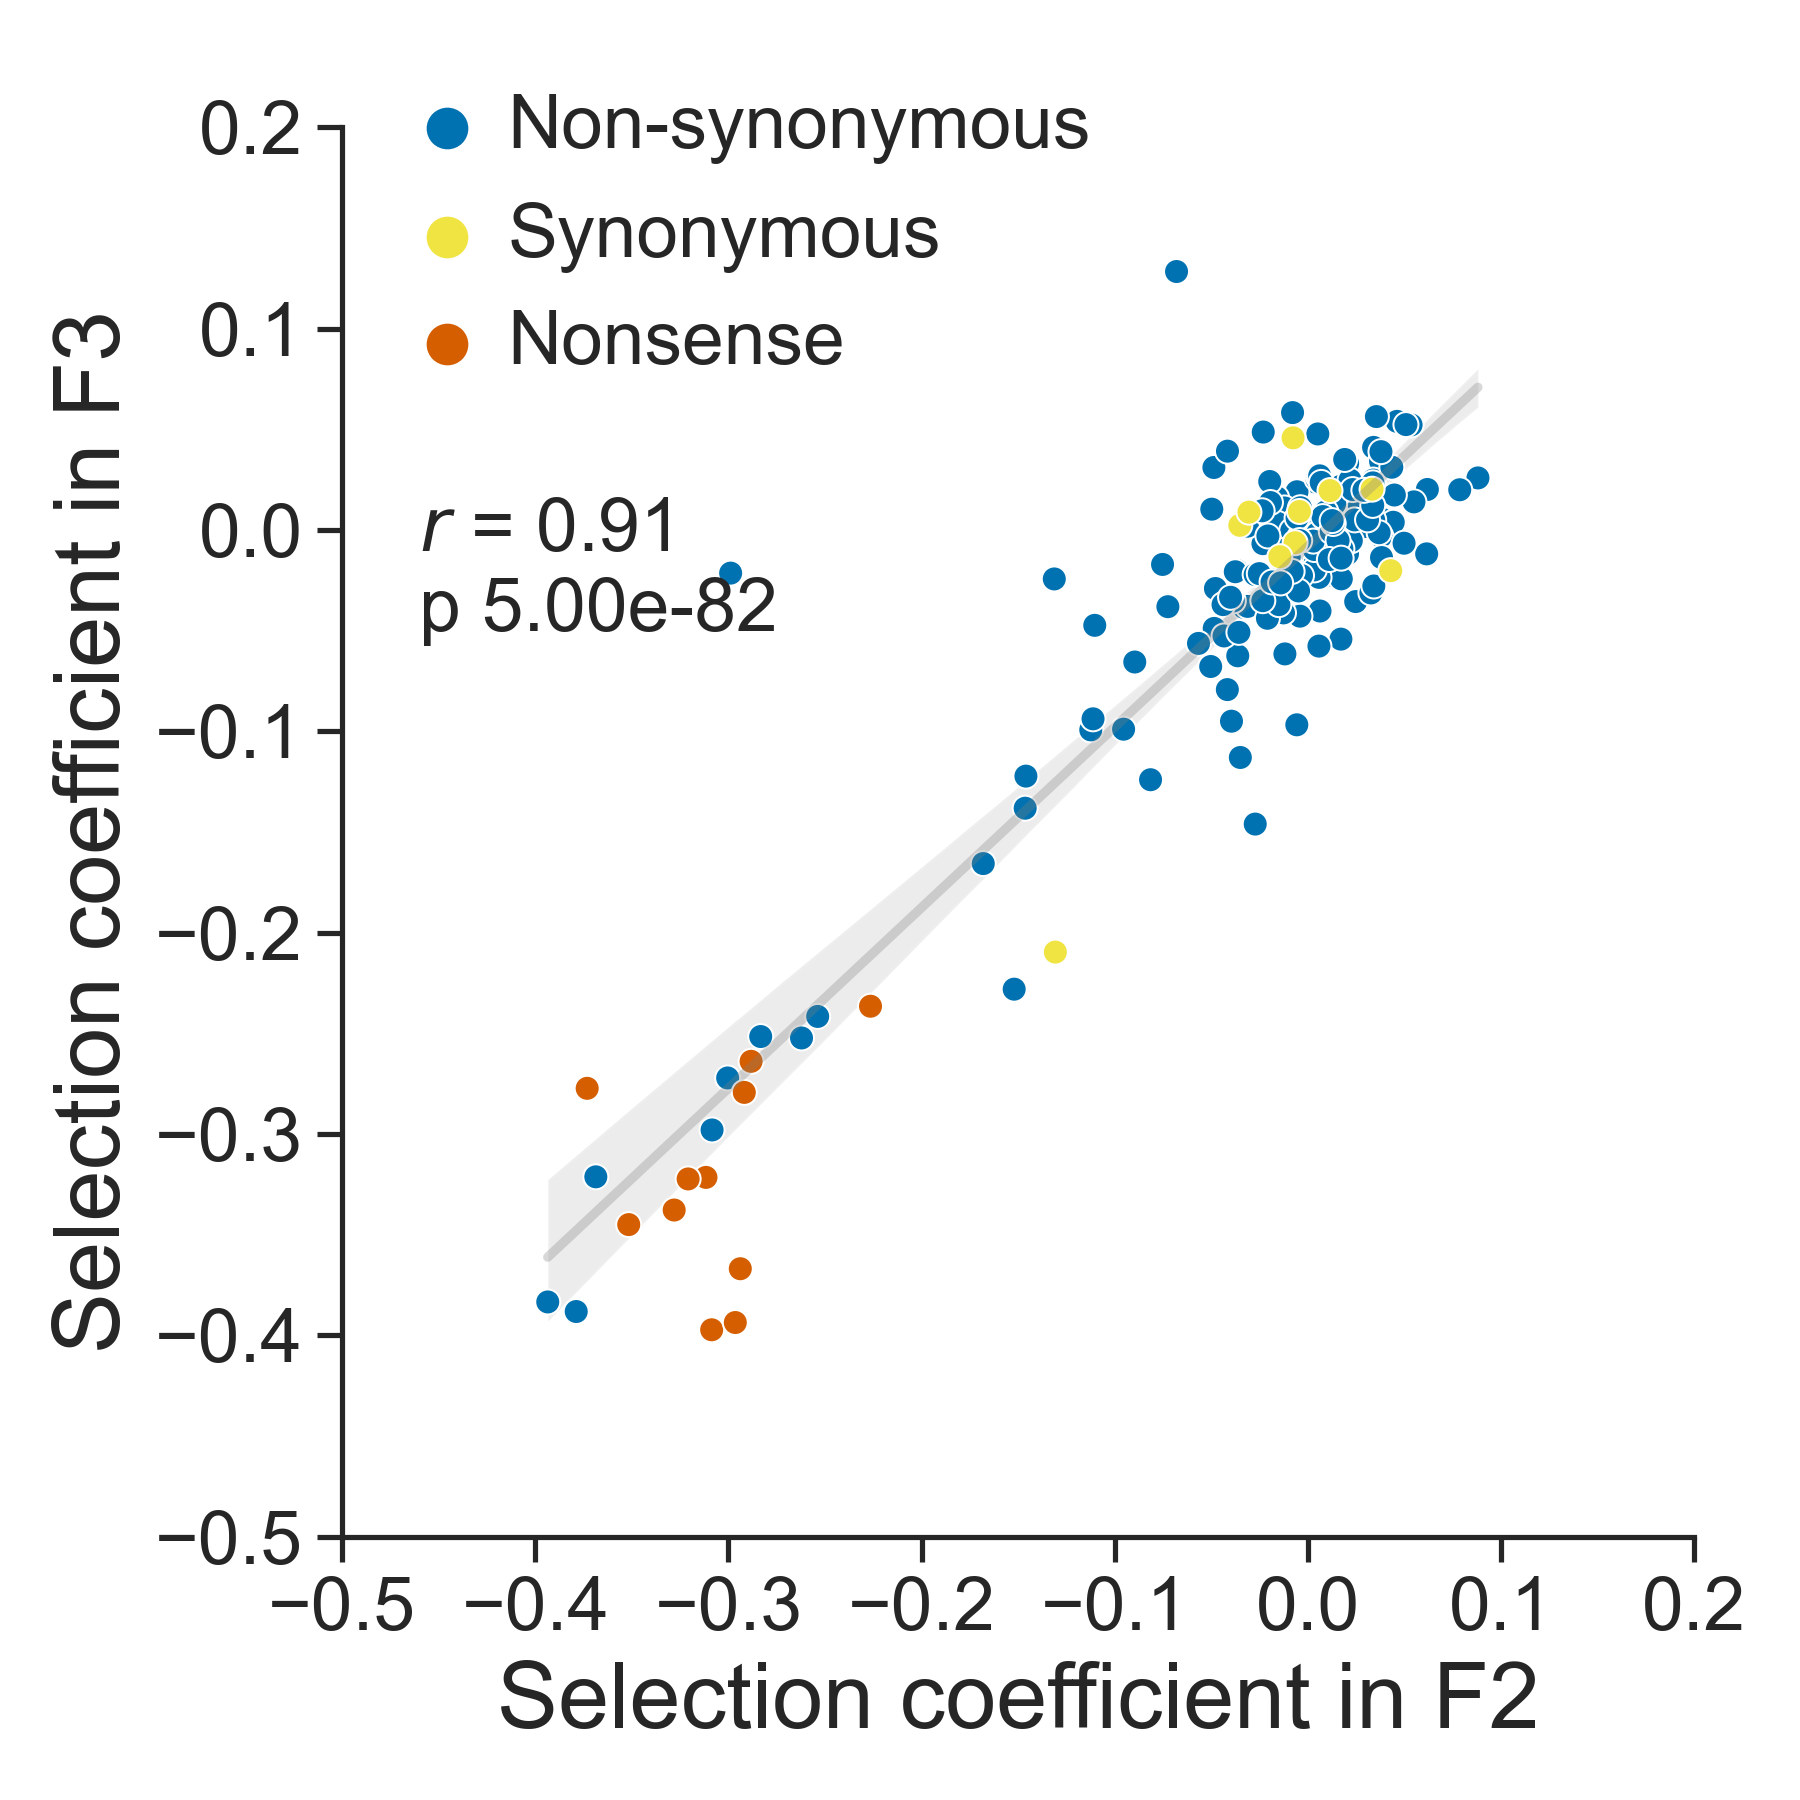 Non-synonymous
Synonymous
Nonsense
r = 0.91
p 5.00e-82
0.2
0.1
0.0
−0.1
−0.2
−0.3
−0.4
−0.5
Selection coefficient in F3
−0.5 −0.4 −0.3 −0.2 −0.1 0.0 0.1 0.2
Selection coefficient in F2